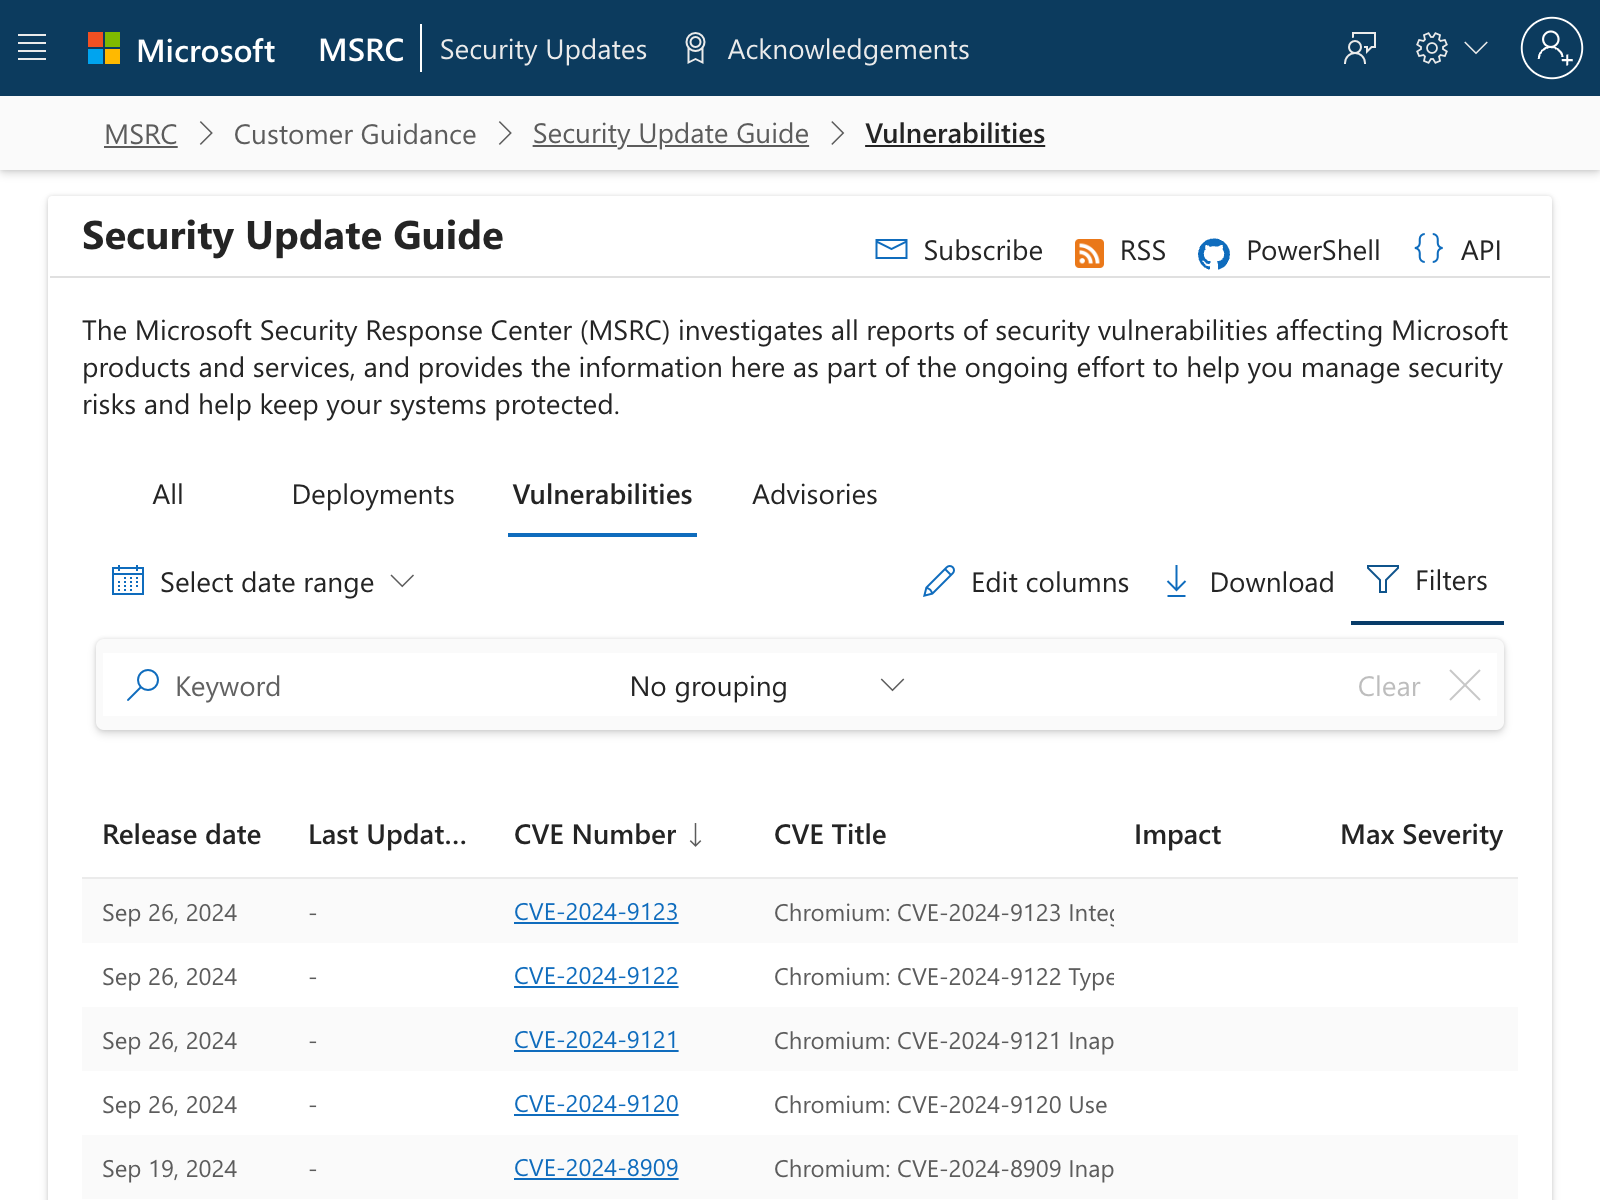 Microsoft MSRC Security Updates Acknowledgements
MSRC Customer Guidance Security Update Guide Vulnerabilities
Security Update Guide
Subscribe RSS PowerShell API
The Microsoft Security Response Center (MSRC) investigates all reports of security vulnerabilities affecting Microsoft
products and services, and provides the information here as part of the ongoing effort to help you manage security
risks and help keep your systems protected.
All Deployments Vulnerabilities Advisories
Select date range Edit columns Download Filters
Keyword No grouping Clear
Release date Last Updat... CVE Number ↓ CVE Title Impact Max Severity
Sep 26, 2024 - CVE-2024-9123 Chromium: CVE-2024-9123 Integ
Sep 26, 2024 - CVE-2024-9122 Chromium: CVE-2024-9122 Type
Sep 26, 2024 - CVE-2024-9121 Chromium: CVE-2024-9121 Inap
Sep 26, 2024 - CVE-2024-9120 Chromium: CVE-2024-9120 Use
Sep 19, 2024 - CVE-2024-8909 Chromium: CVE-2024-8909 Inap